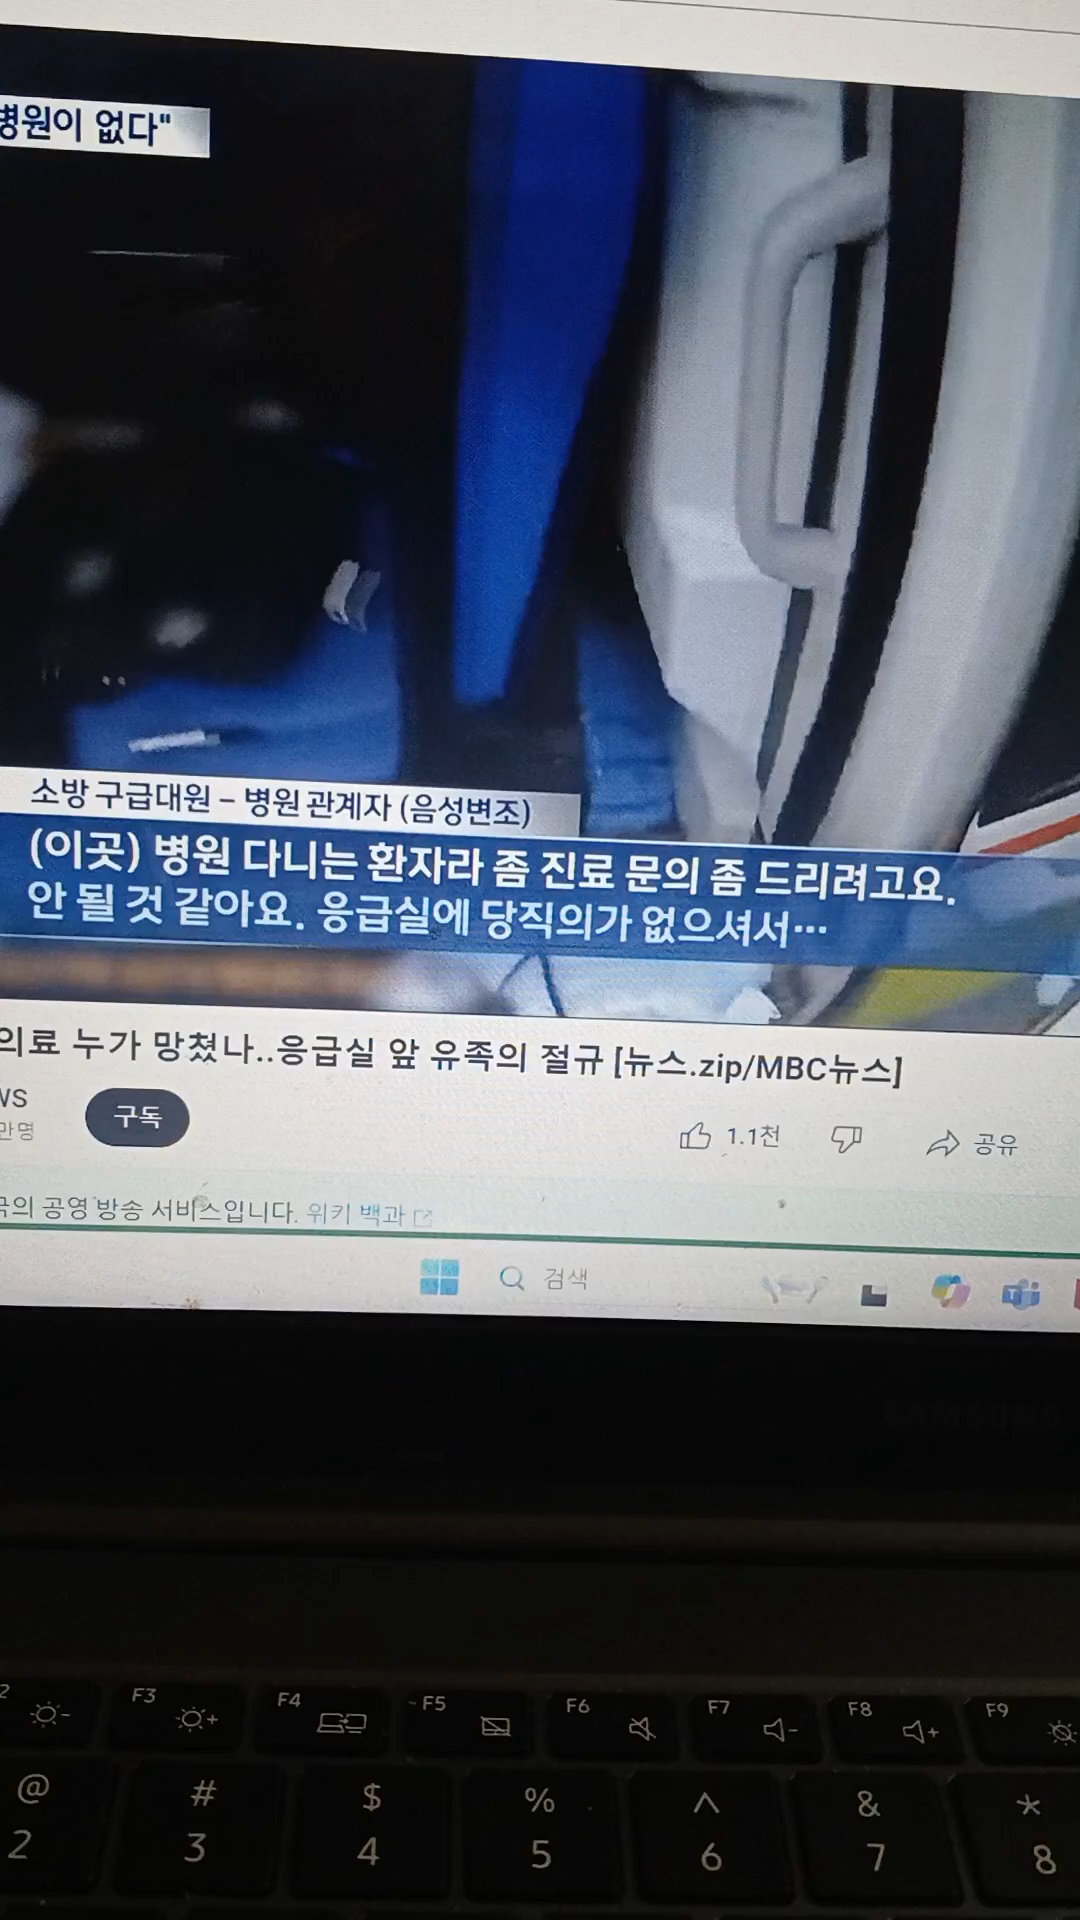 병원이 없다"
소방 구급대원 – 병원 관계자 (음성변조)
(이곳) 병원 다니는 환자라 좀 진료 문의 좀 드리려고요.
안 될 것 같아요. 응급실에 당직의가 없으셔서…
의료 누가 망쳤나..응급실 앞 유족의 절규 [뉴스.zip/MBC뉴스]
WS
만명
구독
1.1천
공유
국의 공영 방송 서비스입니다. 위키 백과
검색
SAMSUNG
2 F3 F4 F5 F6 F7 F8 F9
@ # $ % ^ & *
2 3 4 5 6 7 8